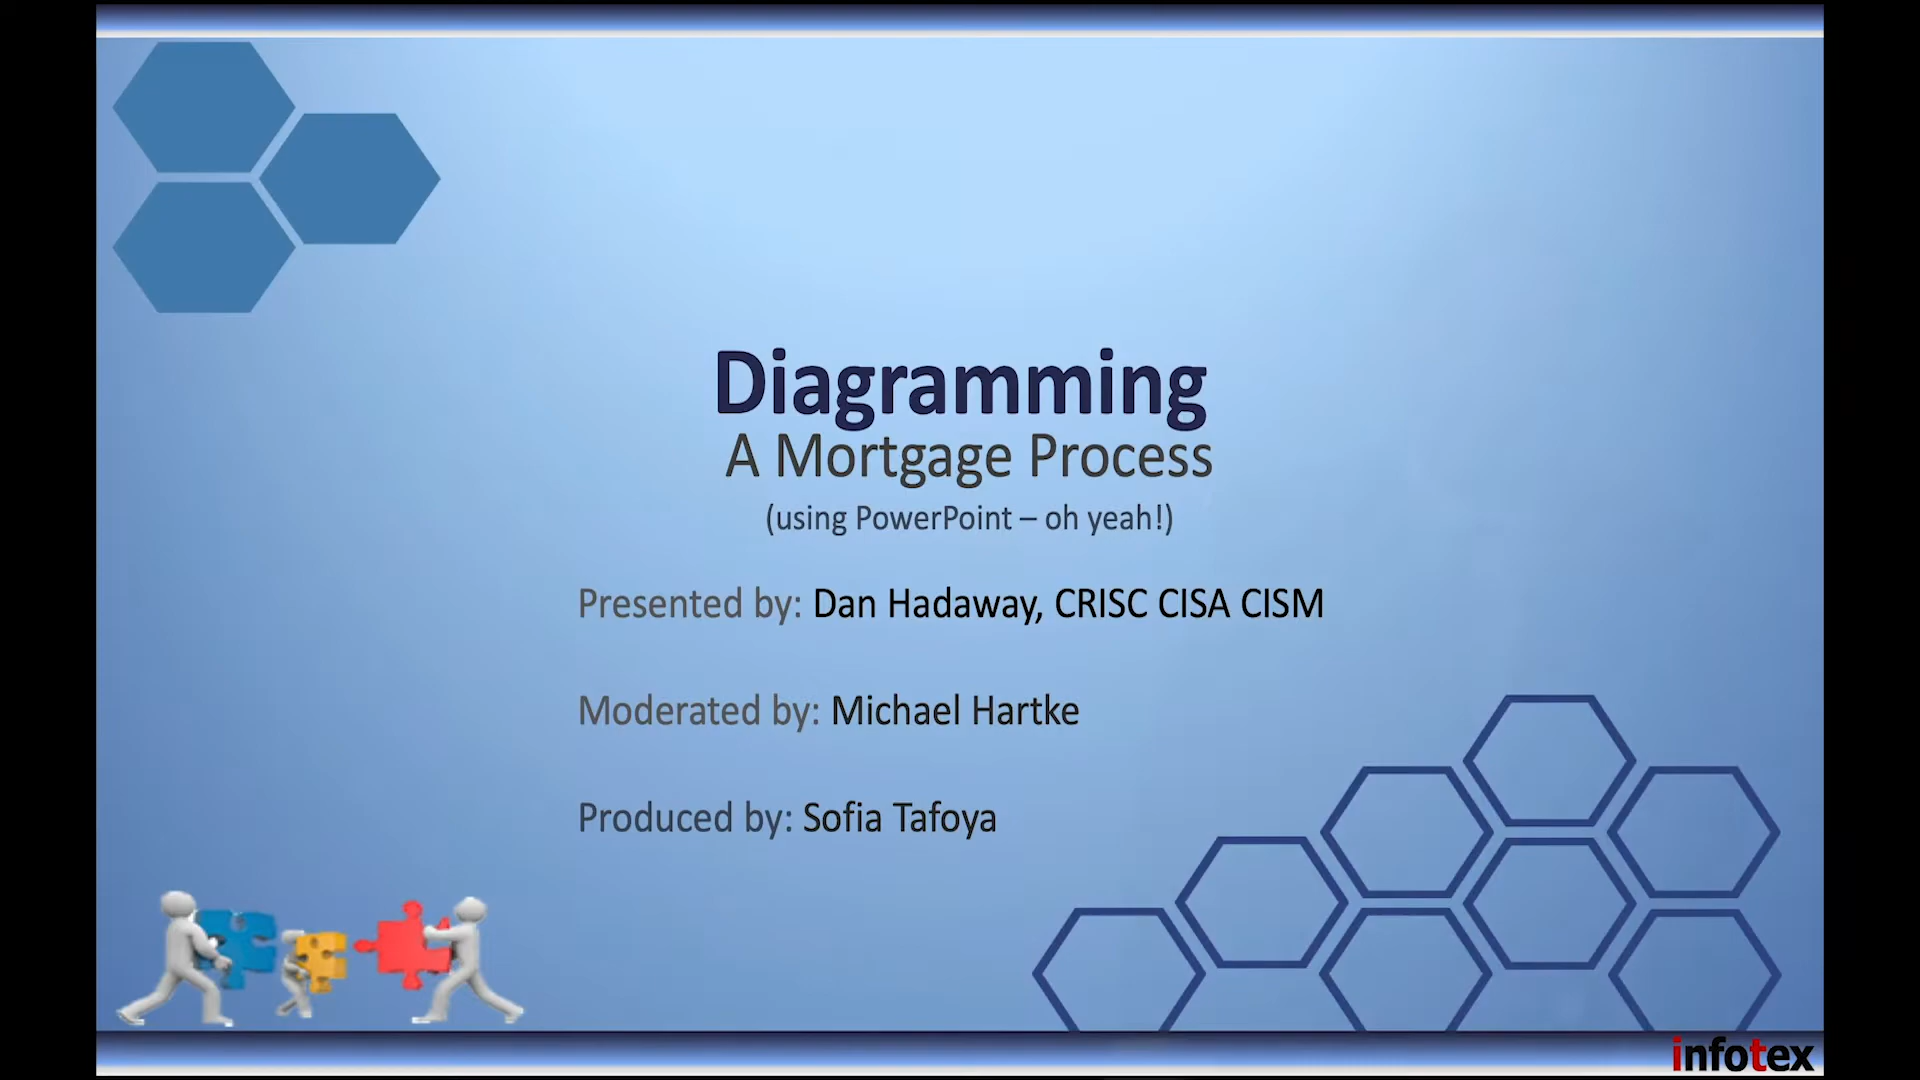 Diagramming
A Mortgage Process
(using PowerPoint – oh yeah!)
Presented by: Dan Hadaway, CRISC CISA CISM
Moderated by: Michael Hartke
Produced by: Sofia Tafoya
infotex